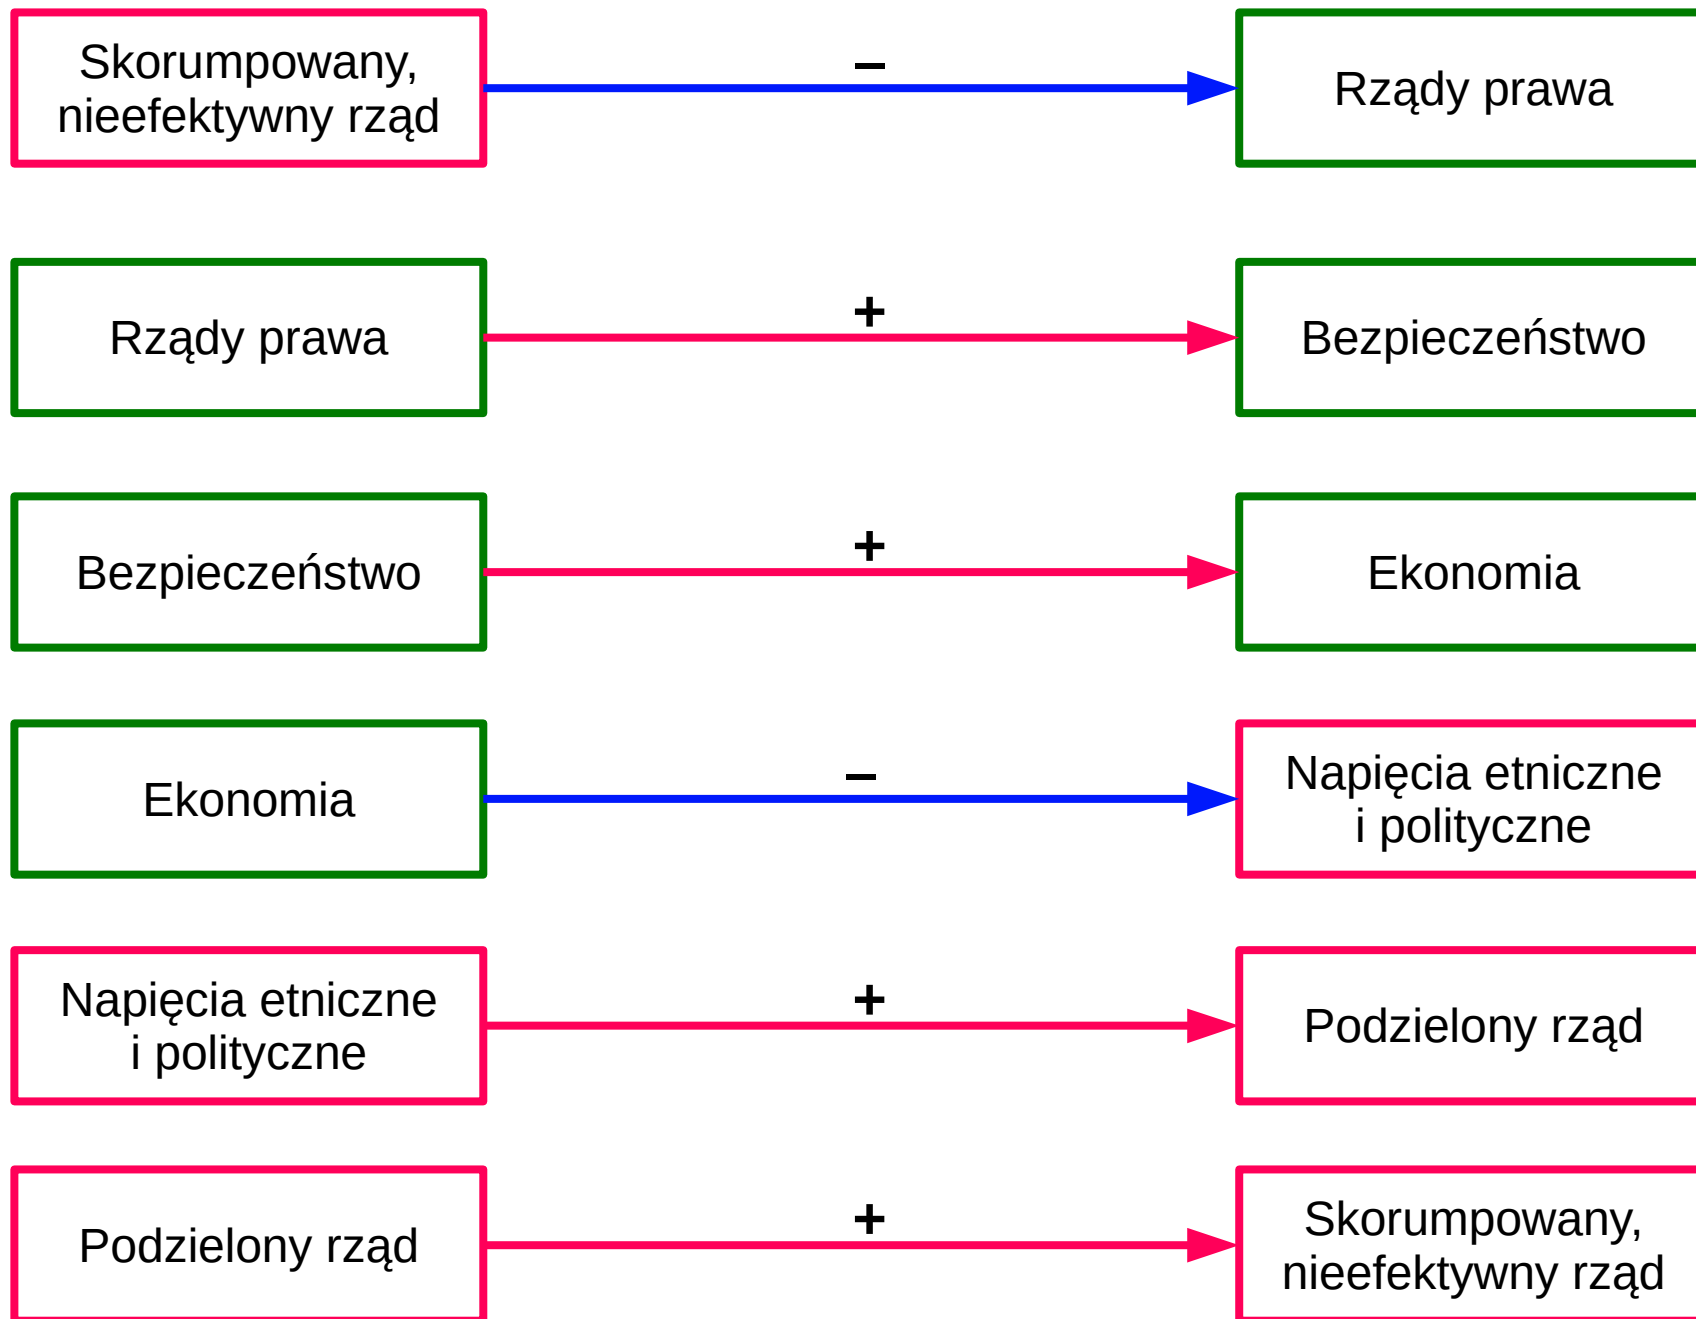 Skorumpowany,
nieefektywny rząd
–
Rządy prawa
Rządy prawa
+
Bezpieczeństwo
Bezpieczeństwo
+
Ekonomia
Ekonomia
–
Napięcia etniczne
i polityczne
Napięcia etniczne
i polityczne
+
Podzielony rząd
Podzielony rząd
+
Skorumpowany,
nieefektywny rząd